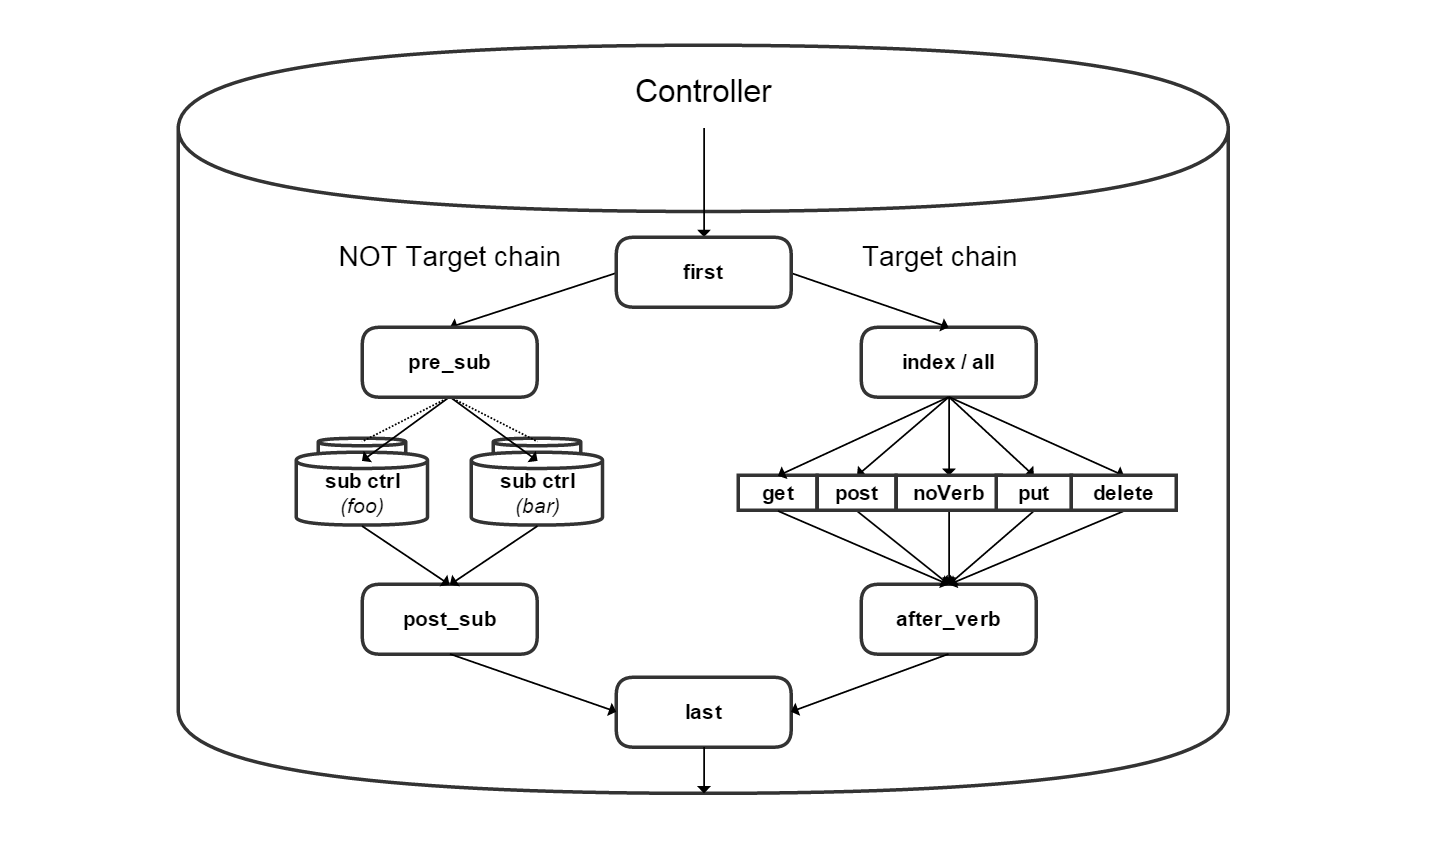 Controller
NOT Target chain
Target chain
first
pre_sub
index / all
sub ctrl
(foo)
sub ctrl
(bar)
get
post
noVerb
put
delete
post_sub
after_verb
last